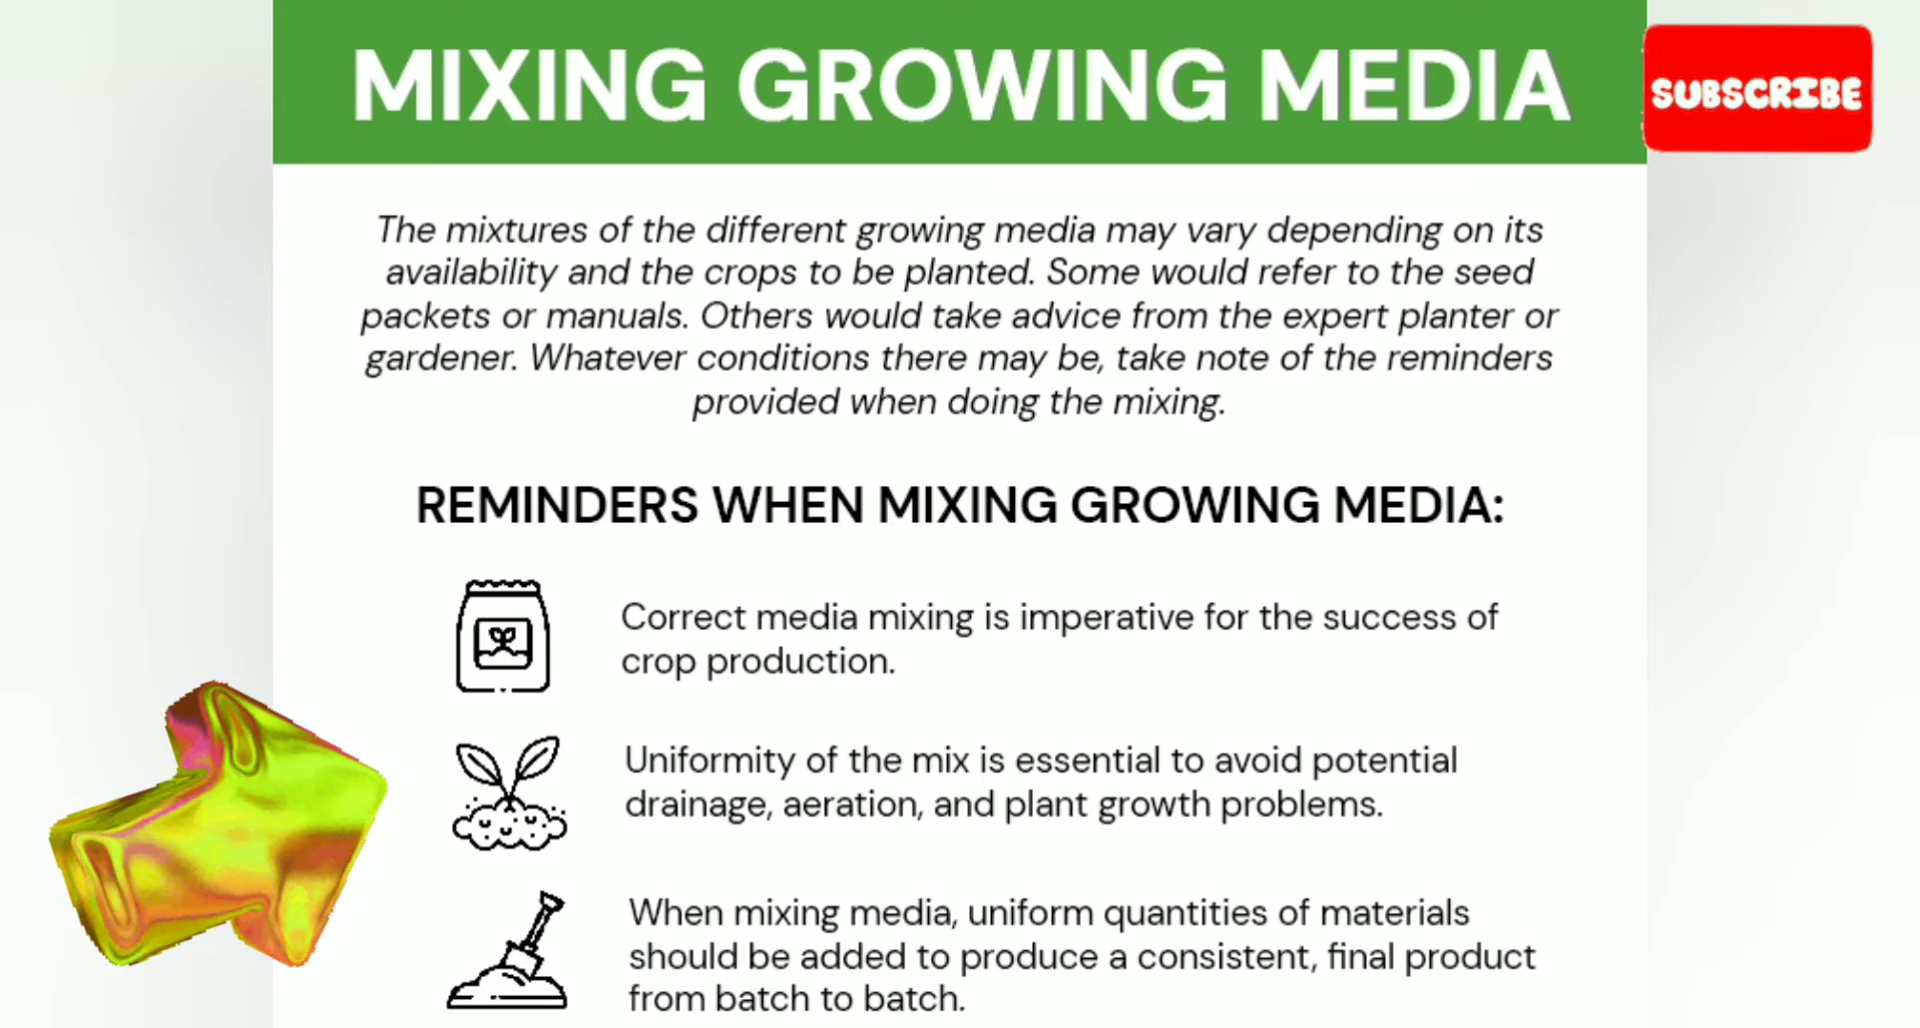 MIXING GROWING MEDIA
SUBSCRIBE
The mixtures of the different growing media may vary depending on its
availability and the crops to be planted. Some would refer to the seed
packets or manuals. Others would take advice from the expert planter or
gardener. Whatever conditions there may be, take note of the reminders
provided when doing the mixing.
REMINDERS WHEN MIXING GROWING MEDIA:
Correct media mixing is imperative for the success of
crop production.
Uniformity of the mix is essential to avoid potential
drainage, aeration, and plant growth problems.
When mixing media, uniform quantities of materials
should be added to produce a consistent, final product
from batch to batch.